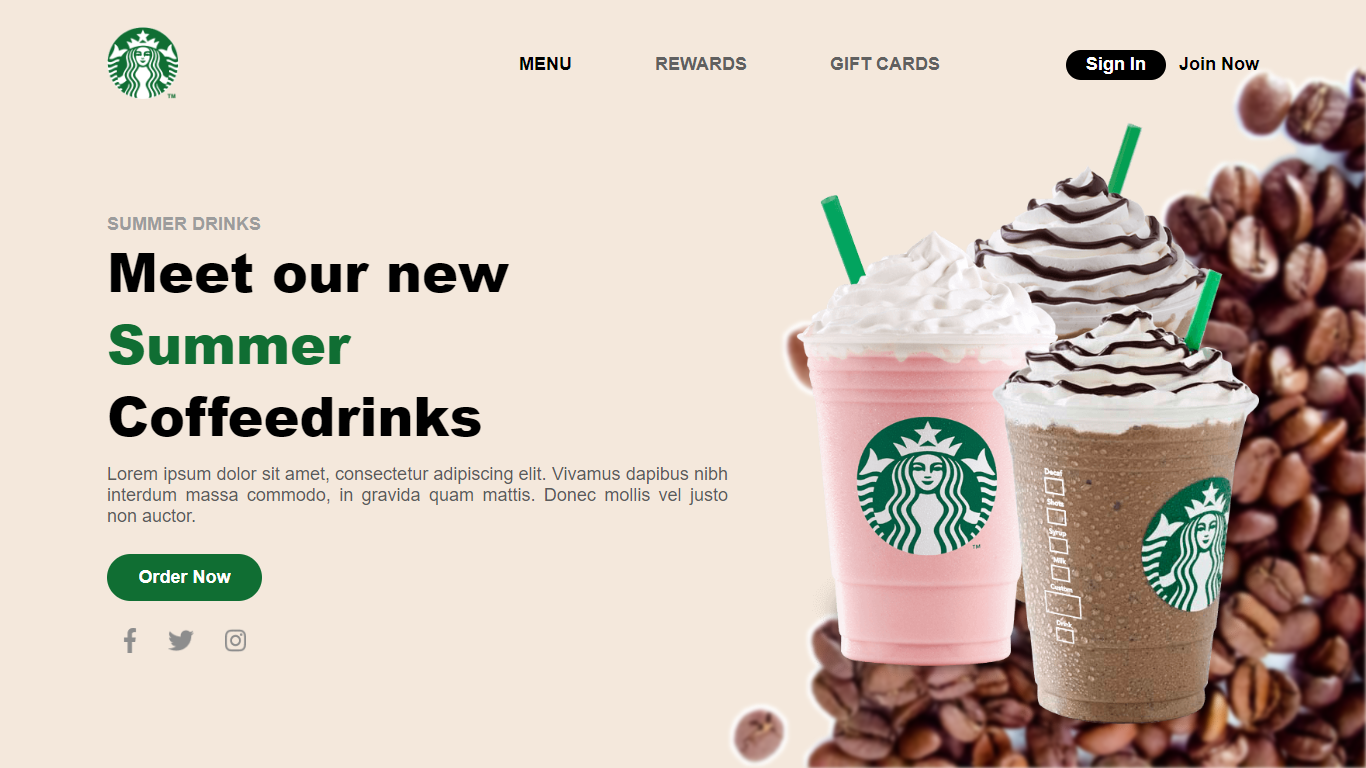 MENU REWARDS GIFT CARDS Sign In Join Now
TM
SUMMER DRINKS
Meet our new
Summer
Coffeedrinks
Lorem ipsum dolor sit amet, consectetur adipiscing elit. Vivamus dapibus nibh
interdum massa commodo, in gravida quam mattis. Donec mollis vel justo
non auctor.
Order Now
TM
Decaf
Shots
Syrup
Milk
Custom
Drink